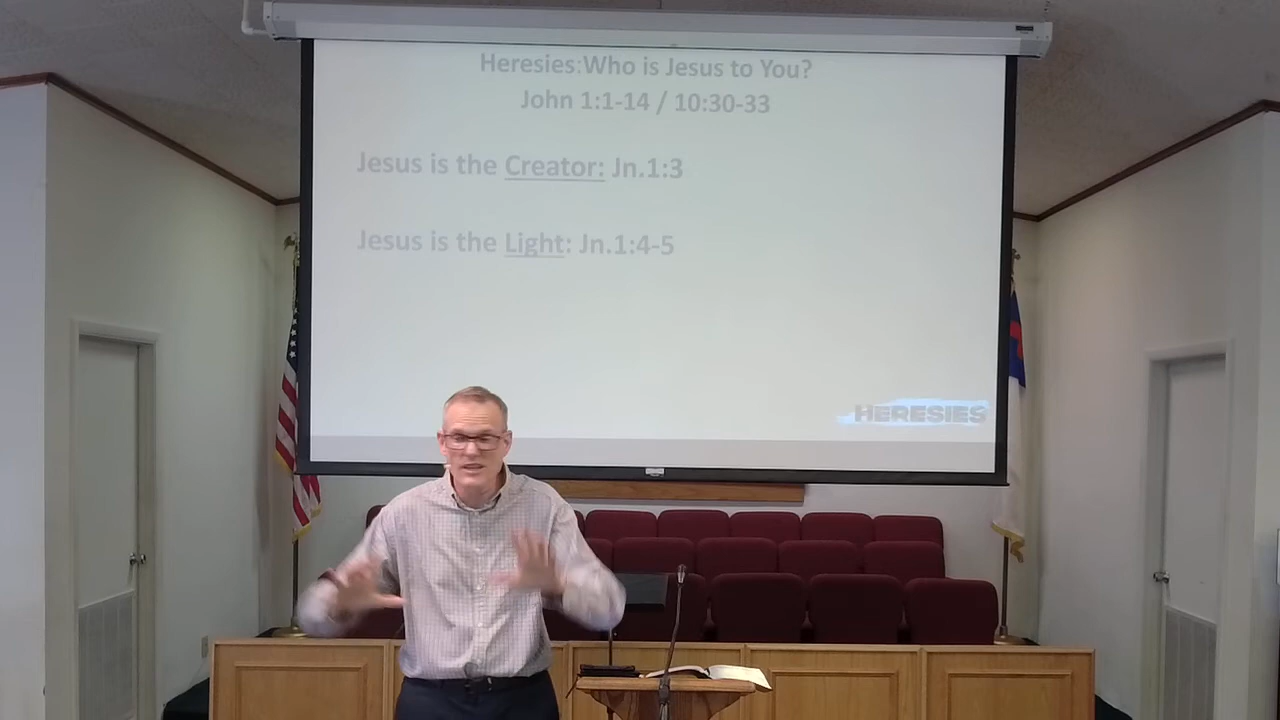 Heresies:Who is Jesus to You?
John 1:1-14 / 10:30-33
Jesus is the Creator: Jn.1:3
Jesus is the Light: Jn.1:4-5
HERESIES